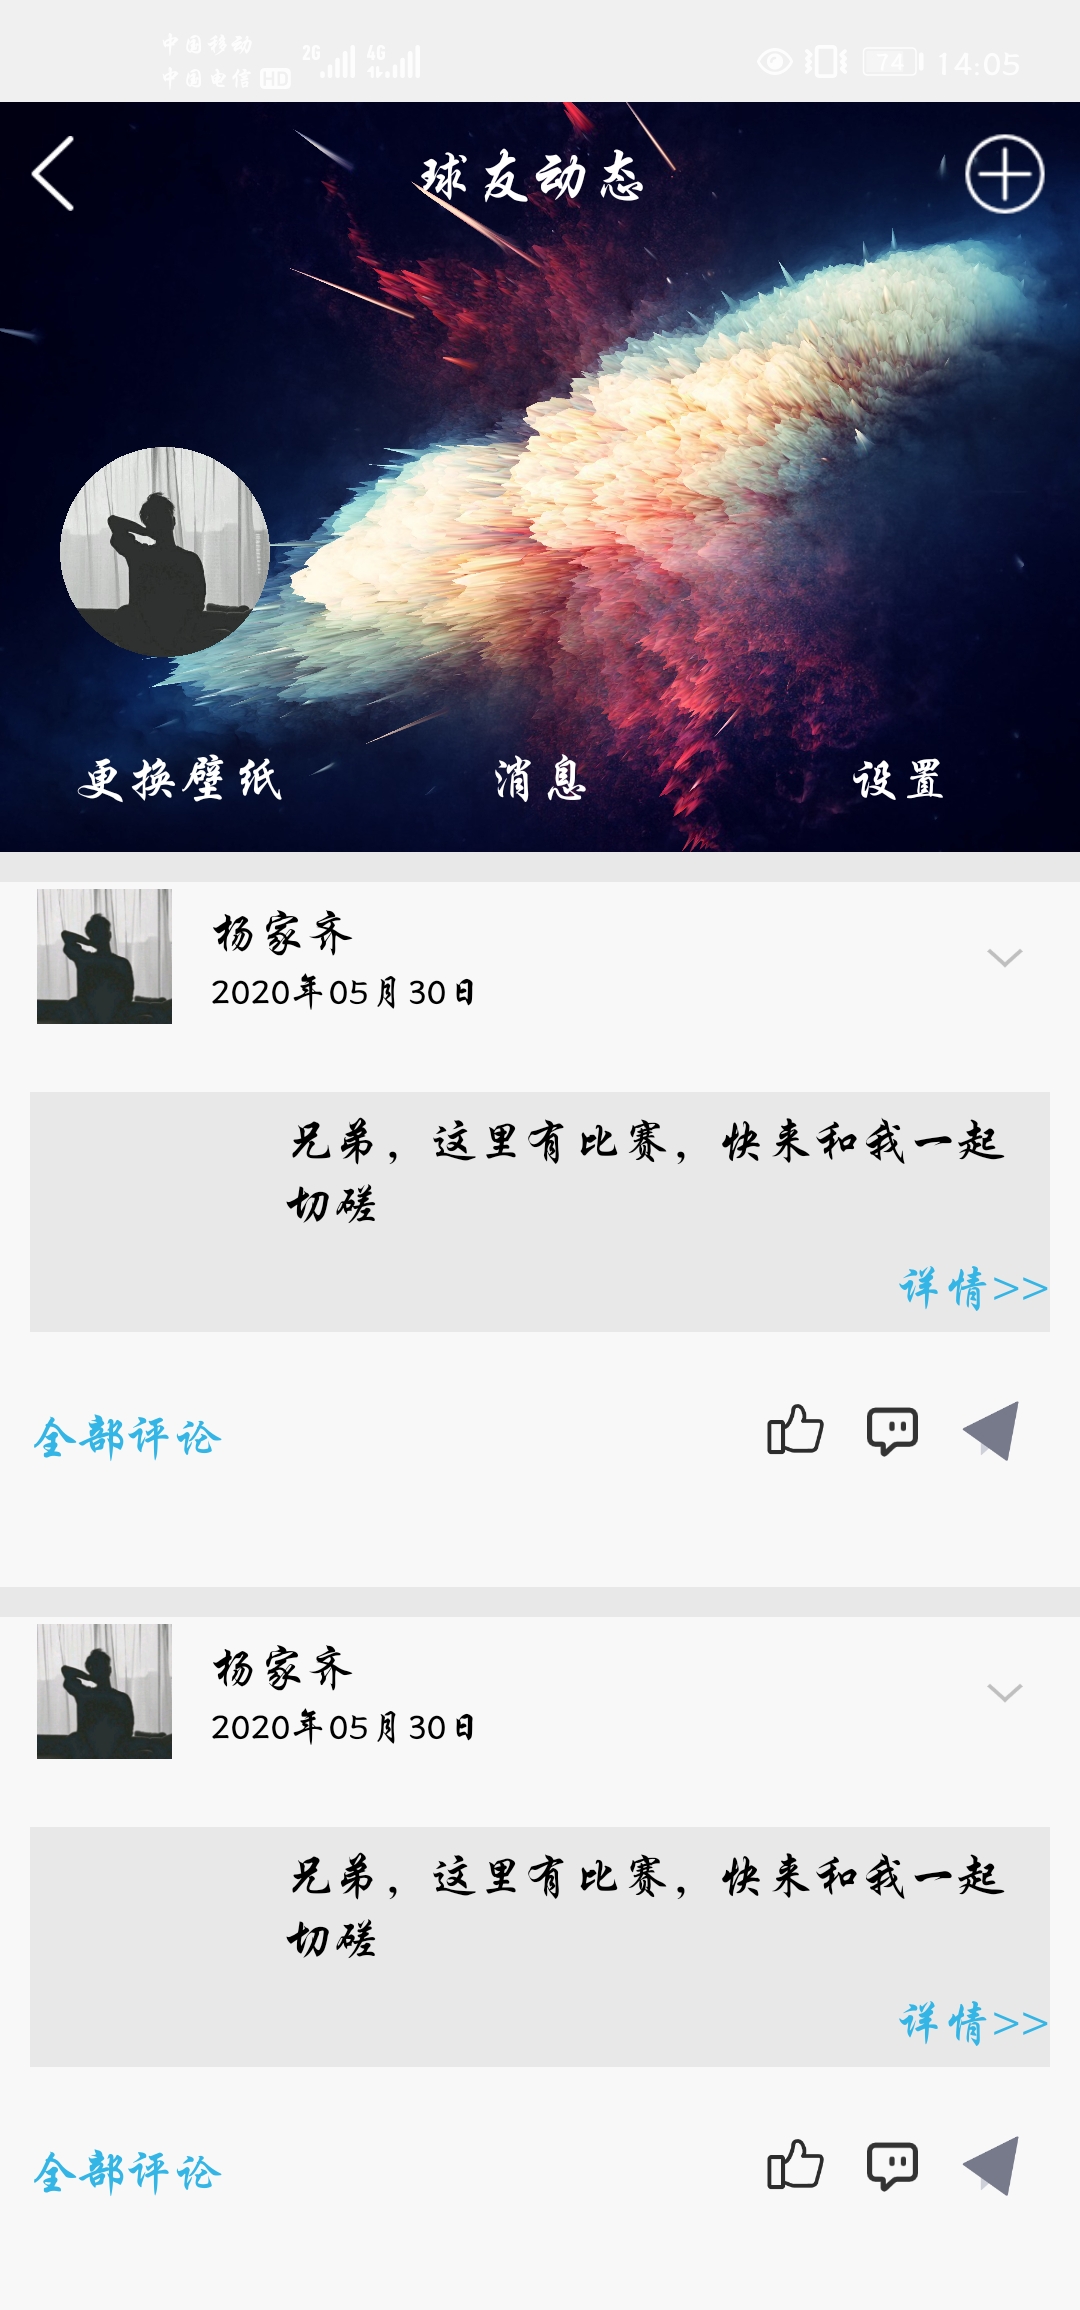 中国移动
中国电信 HD 2G 4G 74 14:05
球友动态
更换壁纸 消息 设置
杨家齐
2020年05月30日
兄弟，这里有比赛，快来和我一起
切磋
详情>>
全部评论
杨家齐
2020年05月30日
兄弟，这里有比赛，快来和我一起
切磋
详情>>
全部评论